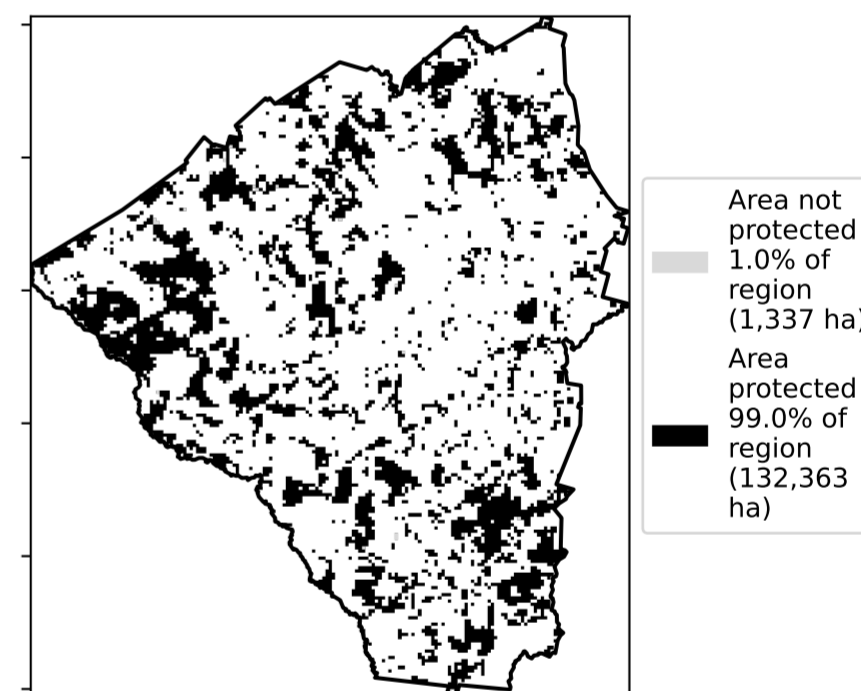 Area not
protected
1.0% of
region
(1,337 ha)
Area
protected
99.0% of
region
(132,363
ha)